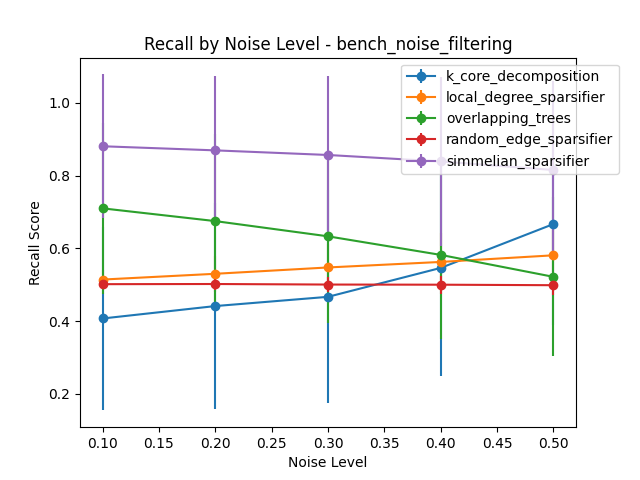 Recall by Noise Level - bench_noise_filtering
k_core_decomposition
local_degree_sparsifier
overlapping_trees
random_edge_sparsifier
simmelian_sparsifier
Recall Score
1.0
0.8
0.6
0.4
0.2
0.10 0.15 0.20 0.25 0.30 0.35 0.40 0.45 0.50
Noise Level